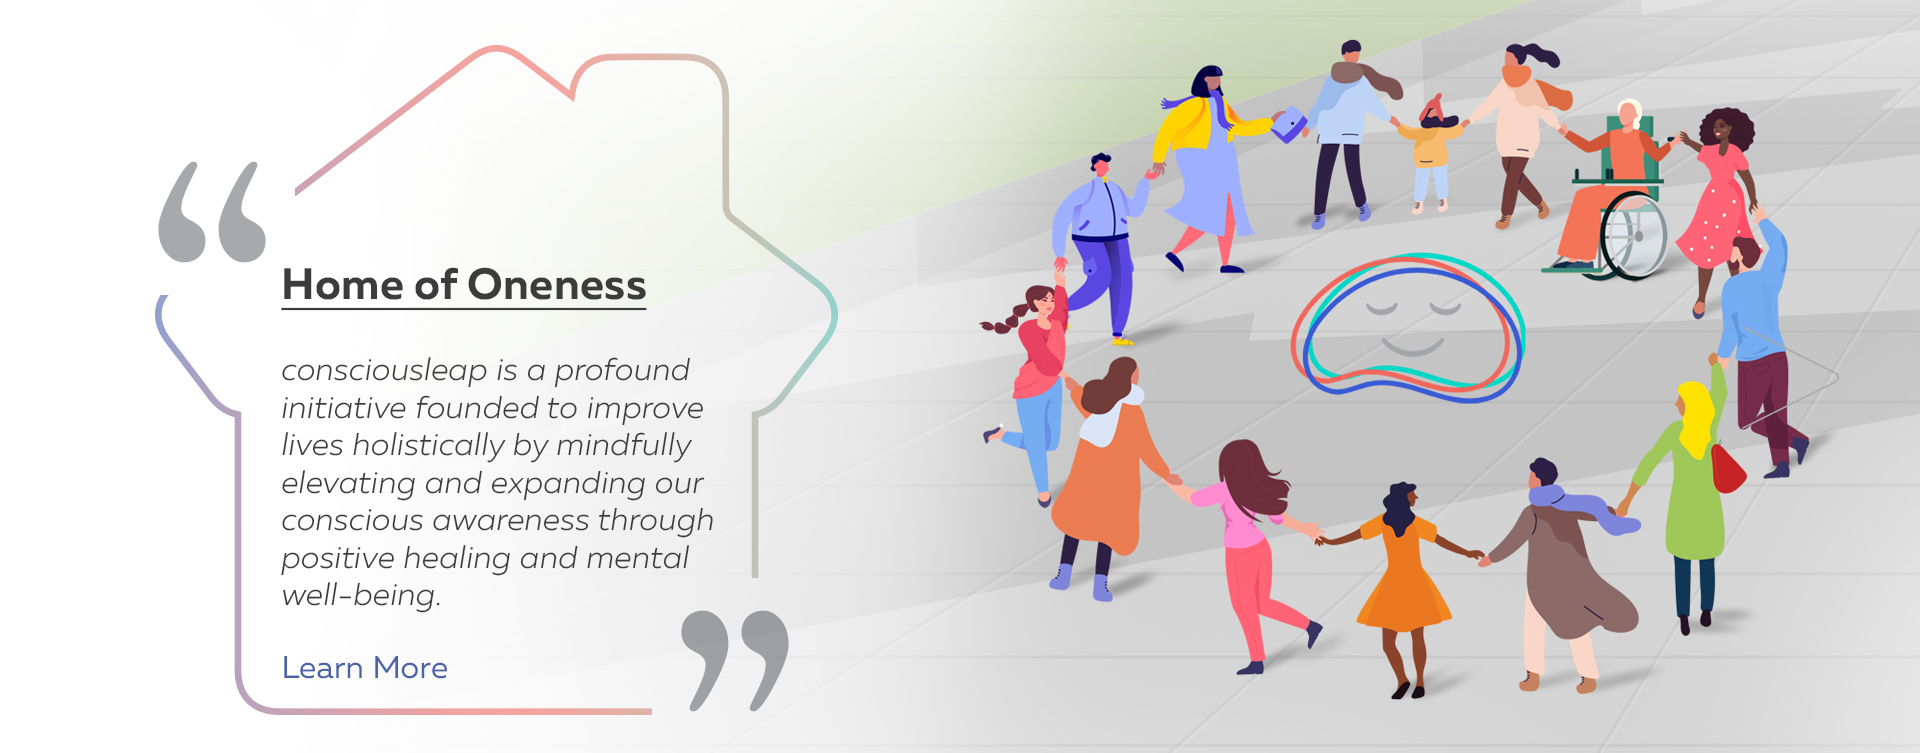 Home of Oneness
consciousleap is a profound
initiative founded to improve
lives holistically by mindfully
elevating and expanding our
conscious awareness through
positive healing and mental
well-being.
Learn More